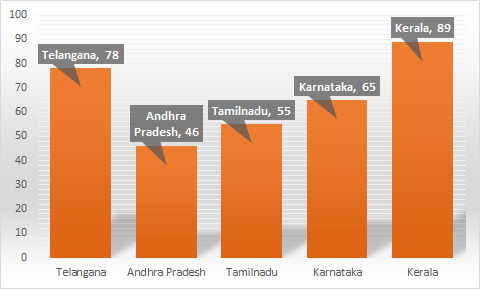 100
90
80
70
60
50
40
30
20
10
0
Telangana, 78
Andhra
Pradesh, 46
Tamilnadu, 55
Karnataka, 65
Kerala, 89
Telangana
Andhra Pradesh
Tamilnadu
Karnataka
Kerala